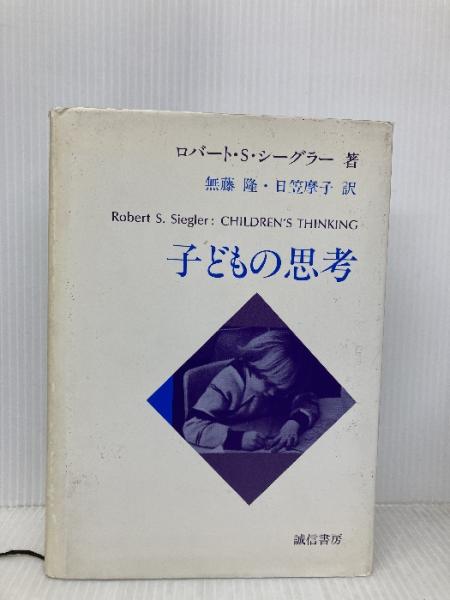 ロバート・S・シーグラー 著
無藤 隆・日笠摩子 訳
Robert S. Siegler: CHILDREN'S THINKING
子どもの思考
誠信書房